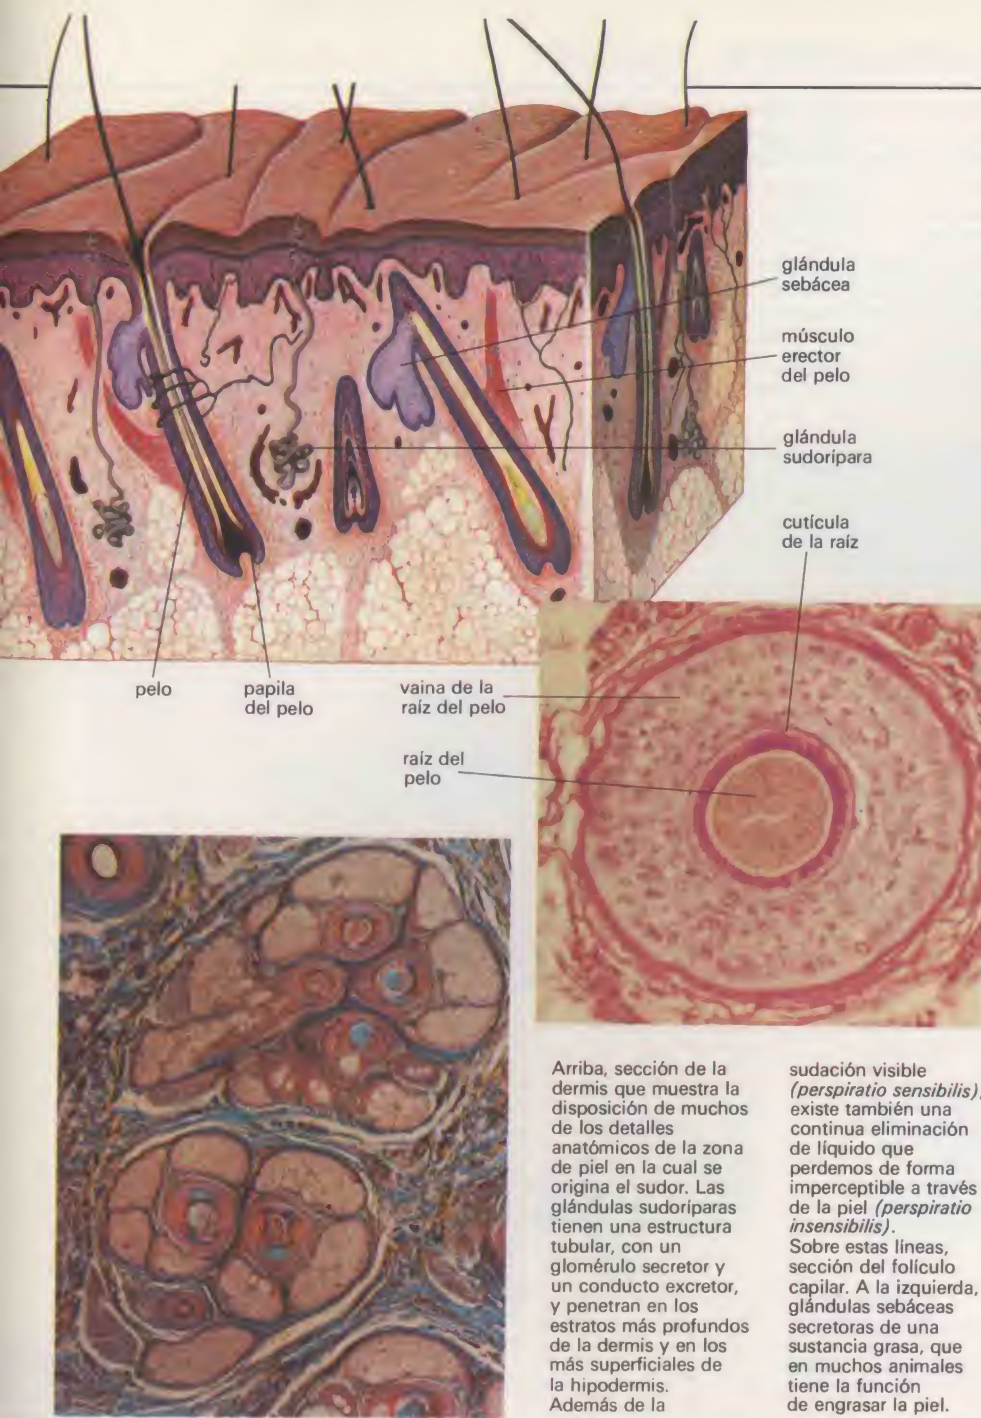 glándula
sebácea
músculo
erector
del pelo
glándula
sudorípara
cutícula
de la raíz
pelo
papila
del pelo
vaina de la
raíz del pelo
raíz del
pelo
Arriba, sección de la
dermis que muestra la
disposición de muchos
de los detalles
anatómicos de la zona
de piel en la cual se
origina el sudor. Las
glándulas sudoríparas
tienen una estructura
tubular, con un
glomérulo secretor y
un conducto excretor,
y penetran en los
estratos más profundos
de la dermis y en los
más superficiales de
la hipodermis.
Además de la
sudación visible
(perspiratio sensibilis),
existe también una
continua eliminación
de líquido que
perdemos de forma
imperceptible a través
de la piel (perspiratio
insensibilis).
Sobre estas líneas,
sección del folículo
capilar. A la izquierda,
glándulas sebáceas
secretoras de una
sustancia grasa, que
en muchos animales
tiene la función
de engrasar la piel.